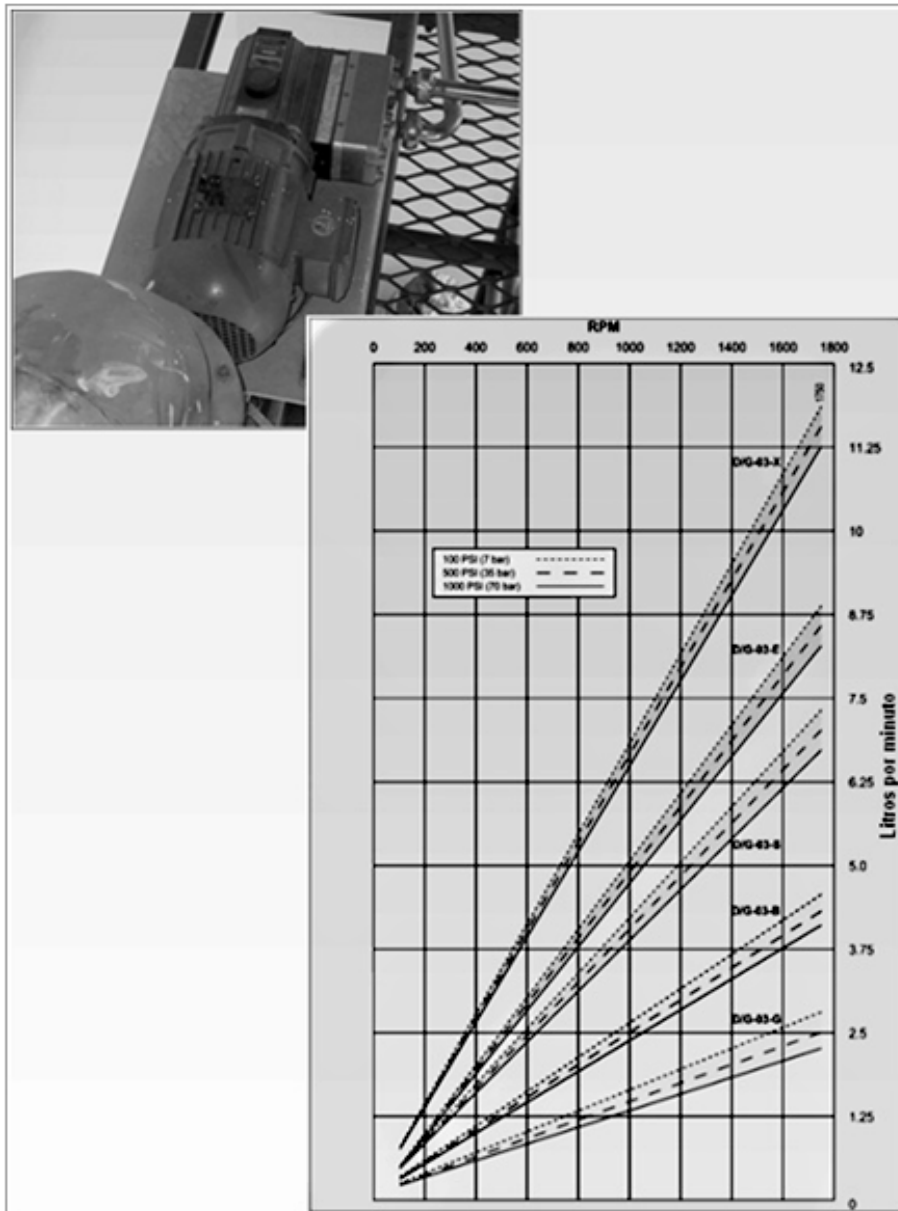 RPM
0 200 400 600 800 1000 1200 1400 1600 1800
12.5
1750
11.25
D/G-03-X
10
100 PSI (7 bar)
500 PSI (35 bar)
1000 PSI (70 bar)
8.75
D/G-03-E
7.5
6.25
Litros por minuto
D/G-03-S
5.0
D/G-03-B
3.75
D/G-03-G
2.5
1.25
0